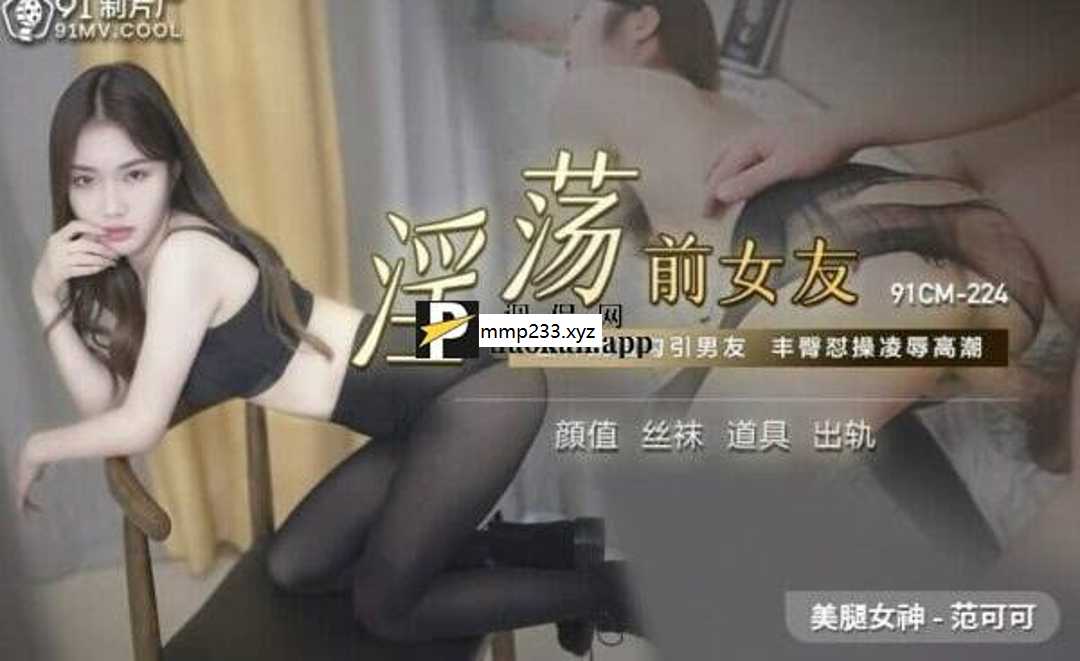 91制片厂
91MV.COOL
淫荡前女友
91CM-224
mmp233.xyz
引男友 丰臀怼操凌辱高潮
颜值 丝袜 道具 出轨
美腿女神 - 范可可